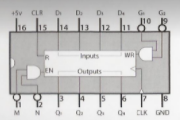 +5v CLR D₁ D₂ D₃ D₄ G₁ G₂
16 15 14 13 12 11 10 9
Inputs
R WR
EN
Outputs
1 2 3 4 5 6 7 8
M N Q₁ Q₂ Q₃ Q₄ CLK GND